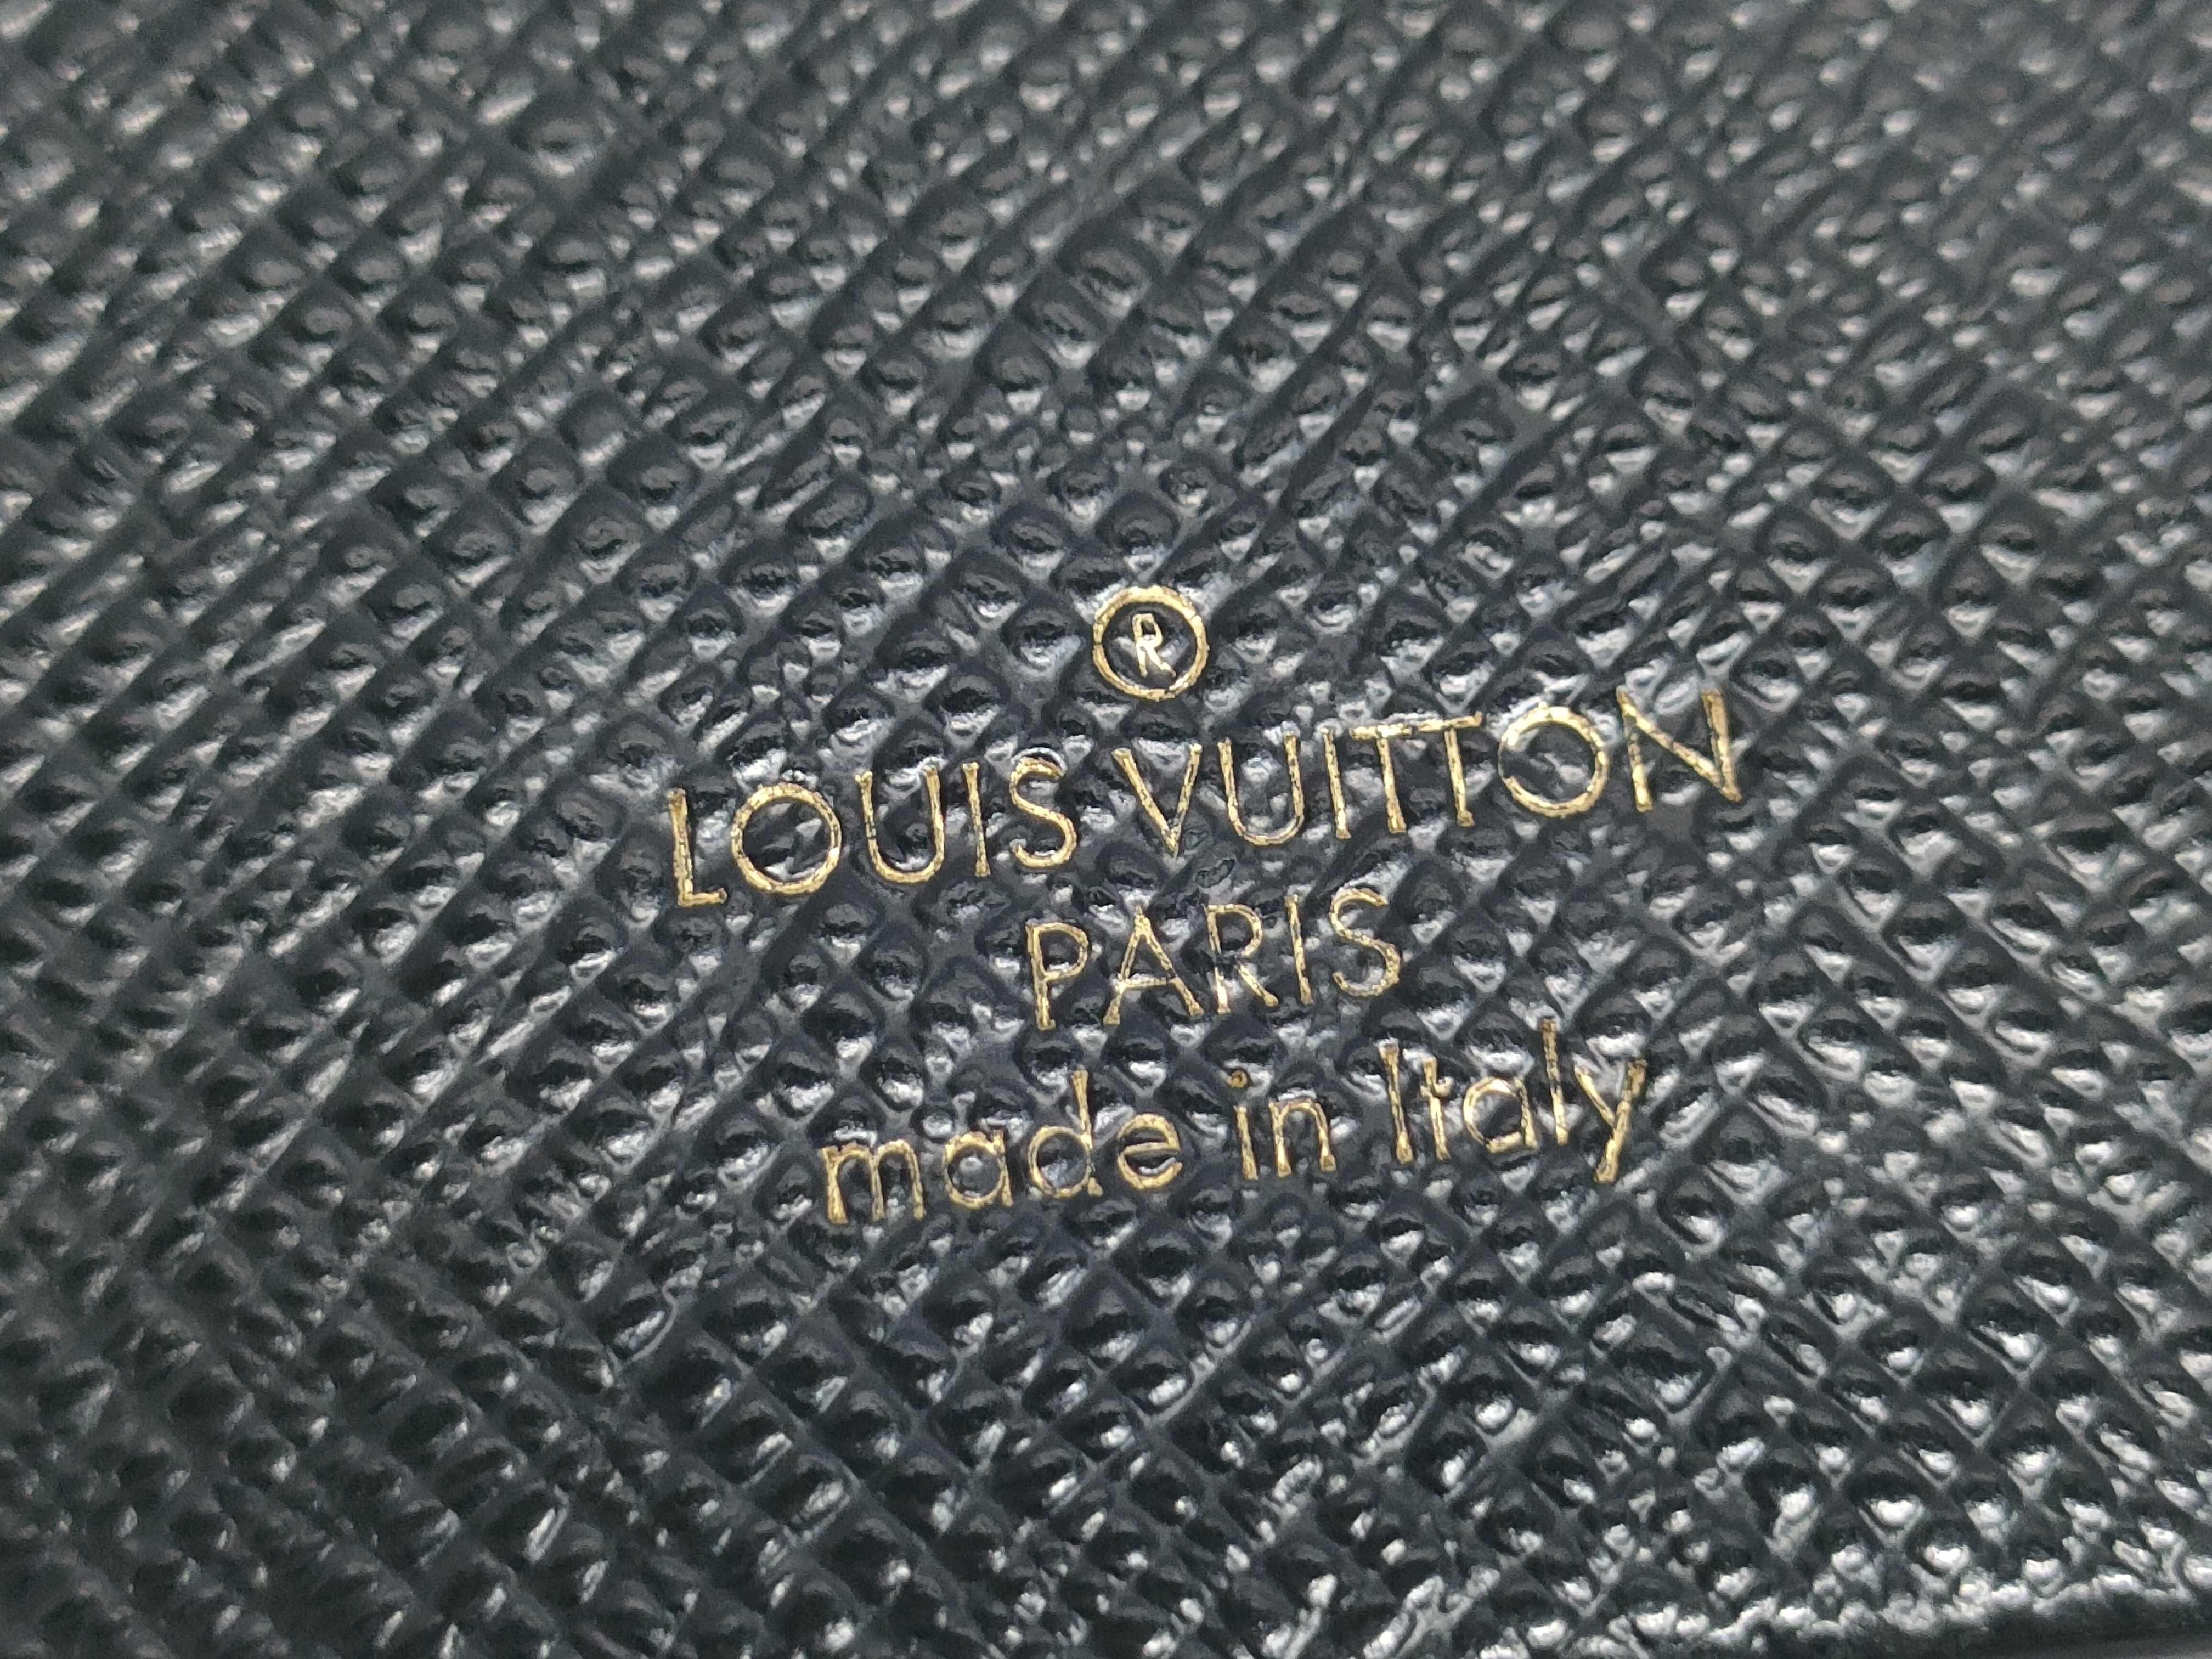 ®
LOUIS VUITTON
PARIS
made in Italy